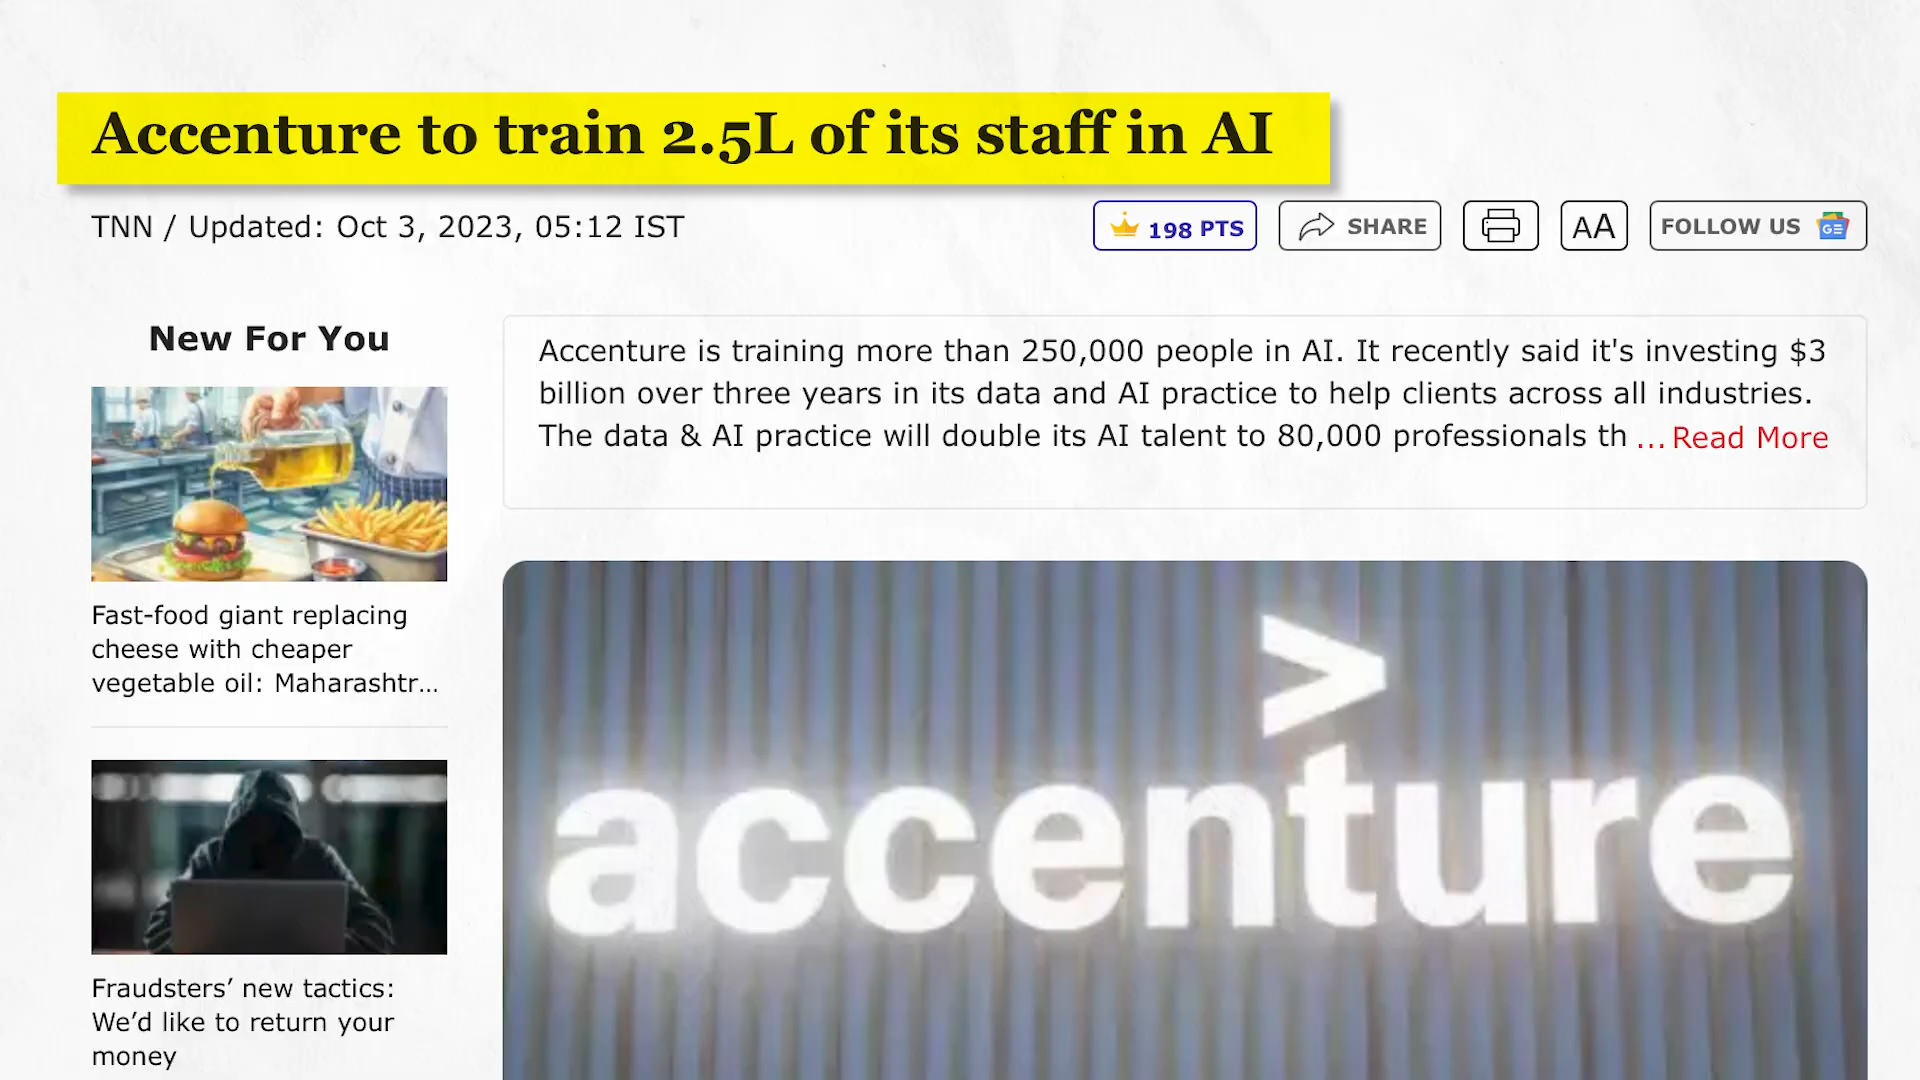 Accenture to train 2.5L of its staff in AI
TNN / Updated: Oct 3, 2023, 05:12 IST
198 PTS
SHARE
AA
FOLLOW US
GE
New For You
Fast-food giant replacing
cheese with cheaper
vegetable oil: Maharashtr...
Fraudsters’ new tactics:
We’d like to return your
money
Accenture is training more than 250,000 people in AI. It recently said it's investing $3
billion over three years in its data and AI practice to help clients across all industries.
The data & AI practice will double its AI talent to 80,000 professionals th ... Read More
>
accenture